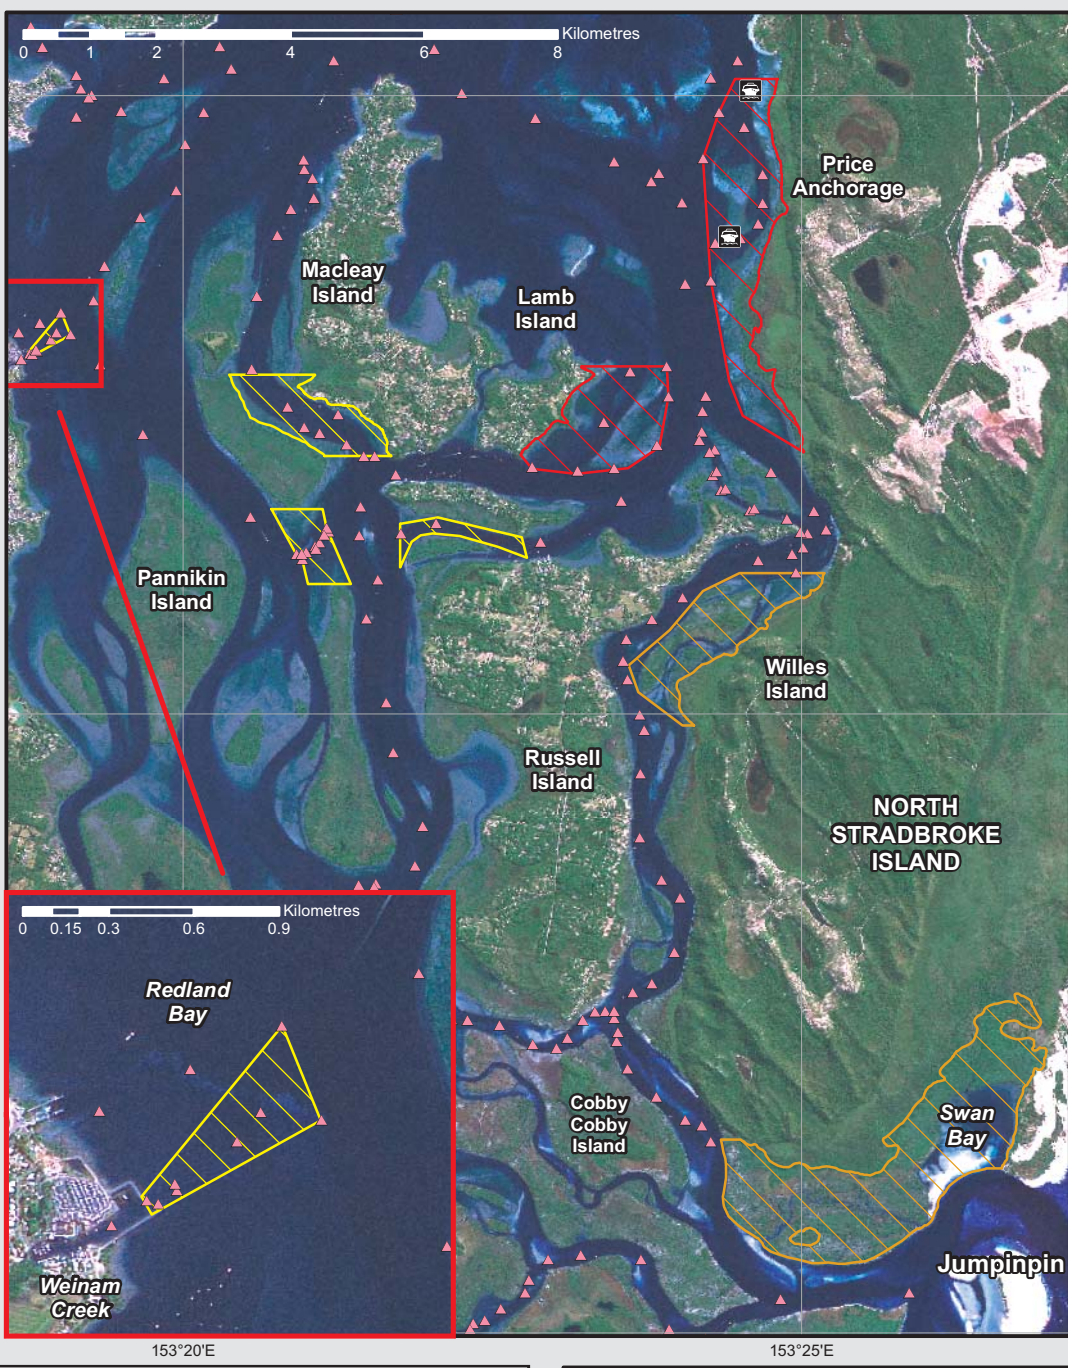 Kilometres
0 1 2 4 6 8
Price
Anchorage
Macleay
Island
Lamb
Island
Pannikin
Island
Willes
Island
Russell
Island
NORTH
STRADBROKE
ISLAND
Kilometres
0 0.15 0.3 0.6 0.9
Redland
Bay
Cobby
Cobby
Island
Swan
Bay
Jumpinpin
Weinam
Creek
153°20'E 153°25'E